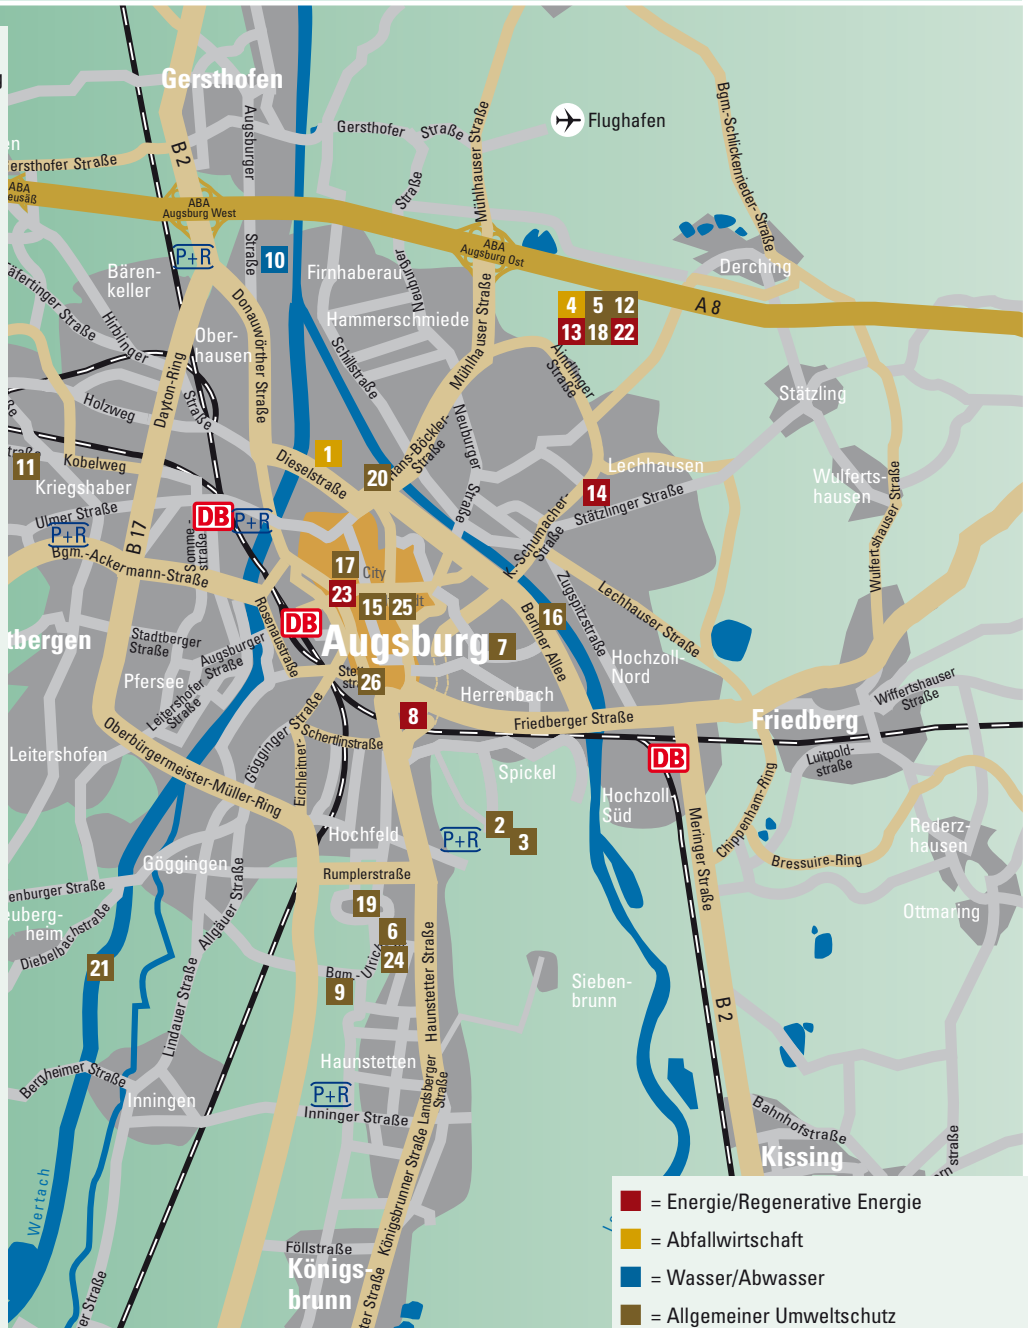 Gersthofen
Augsburger
Straße
Gersthofer Straße
Straße
Flughafen
Mühlhauser Straße
Bgm.-Schlickenrieder-Straße
B 2
Gersthofer Straße
ABA
ABA
Augsburg West
ABA
Augsburg Ost
A 8
P+R
10
Bären-
keller
Firnhaberau
Neuburger
Derching
Hirblinger
Straße
Donauwörther Straße
Hammerschmiede
Mühlhauser Straße
4 5 12
13 18 22
Ober-
hausen
Schillstraße
Aindlinger
Straße
Dayton-Ring
Stätzling
Holzweg
Hans-Böckler-
Straße
Neuburger
Straße
11
Kobelweg
Kriegshaber
1
Dieselstraße
20
Lechhausen
Wulferts-
hausen
14
Stätzlinger Straße
Ulmer Straße
P+R
DB
P+R
B 17
K.-Schumacher-
Straße
Wulfertshauser Straße
Bgm.-Ackermann-Straße
17
City
23
15 25
Zugspitzstraße
Lechhauser Straße
Rosenaustraße
DB
Augsburg
Berliner Allee
16
7
Stadtberger
Straße
Augsburger
Straße
Pfersee
Leitershofer
Straße
26
Herrenbach
Hochzoll-
Nord
Wiffertshauser
Straße
8
Friedberger Straße
Friedberg
Leitershofen
Oberbürgermeister-Müller-Ring
Gögginger Straße
Eichleitner-
Schertlinstraße
DB
Luitpold-
straße
Spickel
Hochzoll-
Süd
Chippenham-Ring
Hochfeld
P+R
2
3
Meringer Straße
Rederz-
hausen
Göggingen
Rumplerstraße
Bressuire-Ring
Ottmaring
Diebelbachstraße
Allgäuer Straße
19
6
24
Haunstetter Straße
21
9
Sieben-
brunn
Lindauer Straße
B 2
Haunstetten
Bergheimer Straße
Inningen
P+R
Inninger Straße
Landsberger
Straße
Bahnhofstraße
Kissing
Wertach
Königsbrunner Straße
Föllstraße
Königs-
brunn
= Energie/Regenerative Energie
= Abfallwirtschaft
= Wasser/Abwasser
= Allgemeiner Umweltschutz